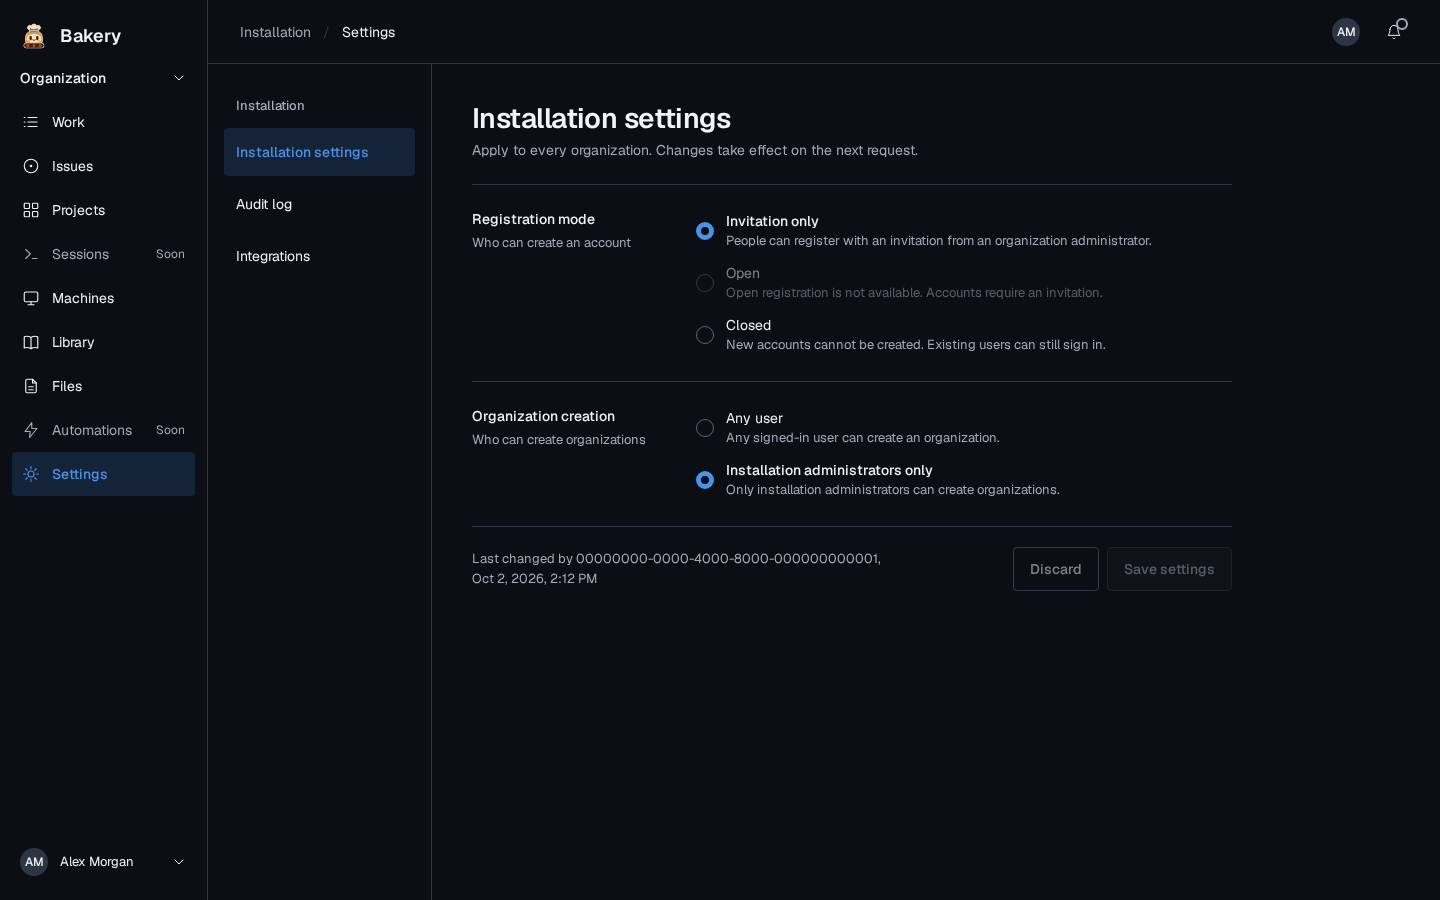 Bakery
Organization
Work
Issues
Projects
Sessions Soon
Machines
Library
Files
Automations Soon
Settings
AM Alex Morgan
Installation / Settings
AM
Installation
Installation settings
Audit log
Integrations
Installation settings
Apply to every organization. Changes take effect on the next request.
Registration mode
Who can create an account
Invitation only
People can register with an invitation from an organization administrator.
Open
Open registration is not available. Accounts require an invitation.
Closed
New accounts cannot be created. Existing users can still sign in.
Organization creation
Who can create organizations
Any user
Any signed-in user can create an organization.
Installation administrators only
Only installation administrators can create organizations.
Last changed by 00000000-0000-4000-8000-000000000001,
Oct 2, 2026, 2:12 PM
Discard
Save settings